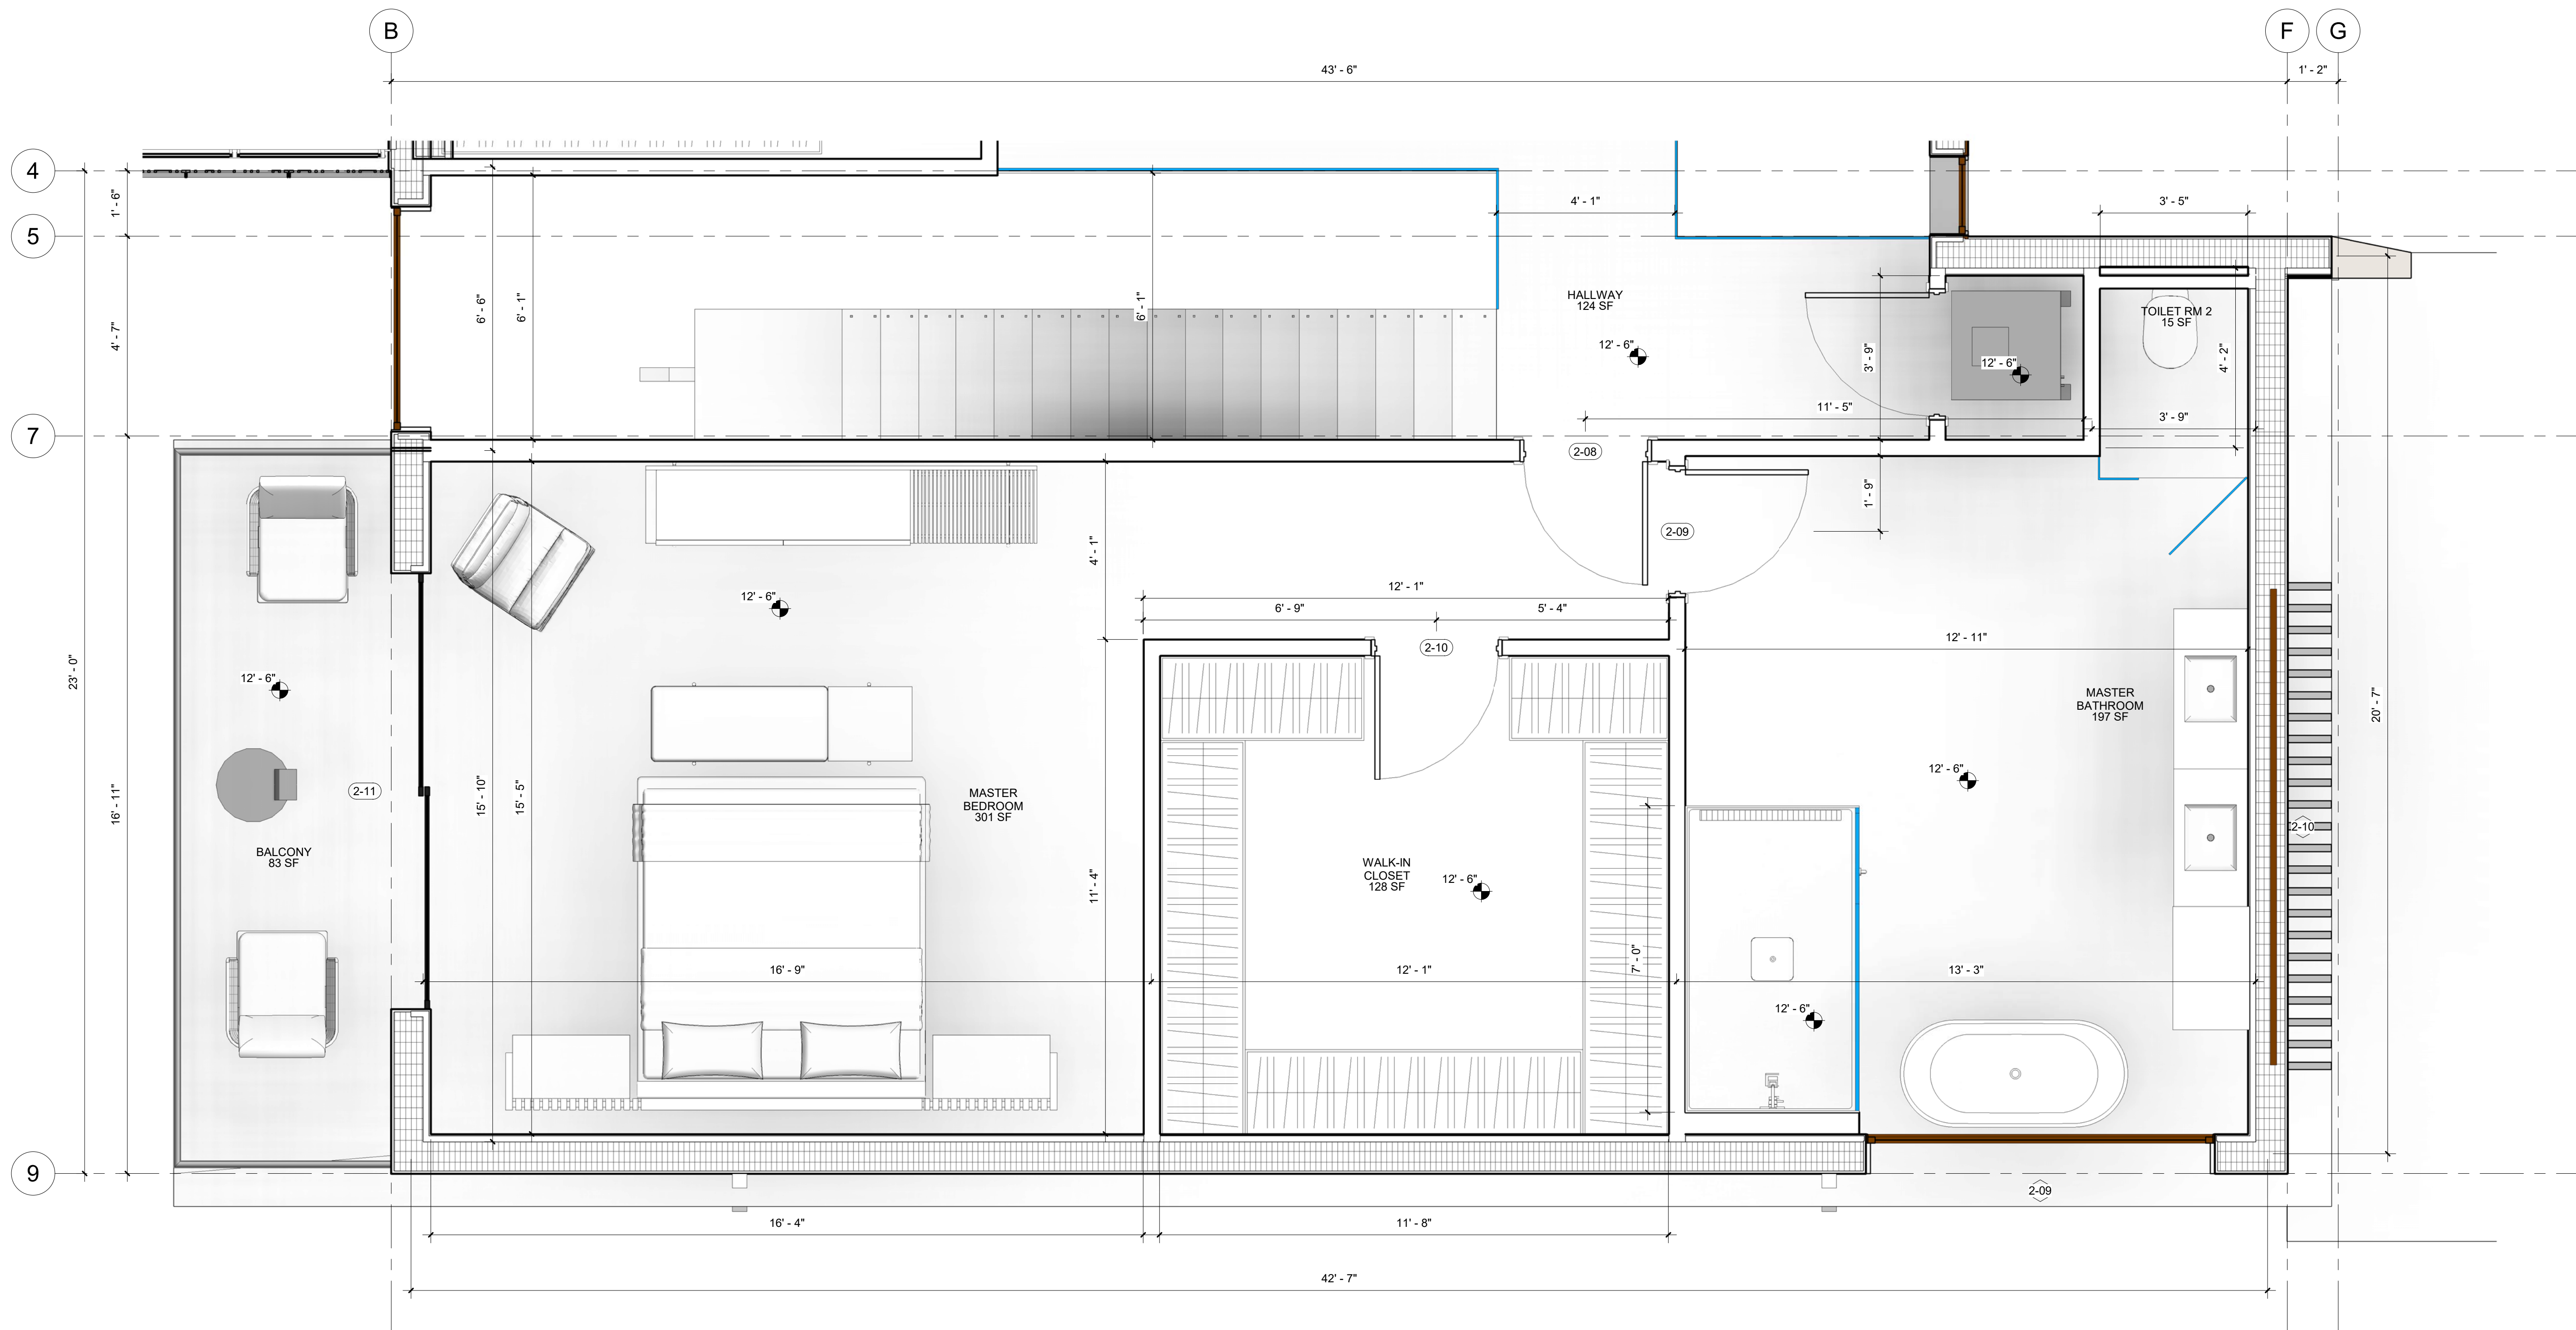 B
F
G
43' - 6"
1' - 2"
4
5
7
9
1' - 6"
4' - 7"
16' - 11"
23' - 0"
6' - 6"
6' - 1"
6' - 1"
4' - 1"
3' - 5"
HALLWAY
124 SF
12' - 6"
3' - 9"
12' - 6"
TOILET RM 2
15 SF
4' - 2"
11' - 5"
3' - 9"
2-08
1' - 9"
2-09
4' - 1"
12' - 1"
6' - 9"
5' - 4"
2-10
12' - 6"
12' - 6"
12' - 11"
20' - 7"
MASTER
BATHROOM
197 SF
12' - 6"
2-11
15' - 10"
15' - 5"
MASTER
BEDROOM
301 SF
2-10
BALCONY
83 SF
11' - 4"
WALK-IN
CLOSET
128 SF
12' - 6"
7' - 0"
16' - 9"
12' - 1"
13' - 3"
12' - 6"
2-09
16' - 4"
11' - 8"
42' - 7"